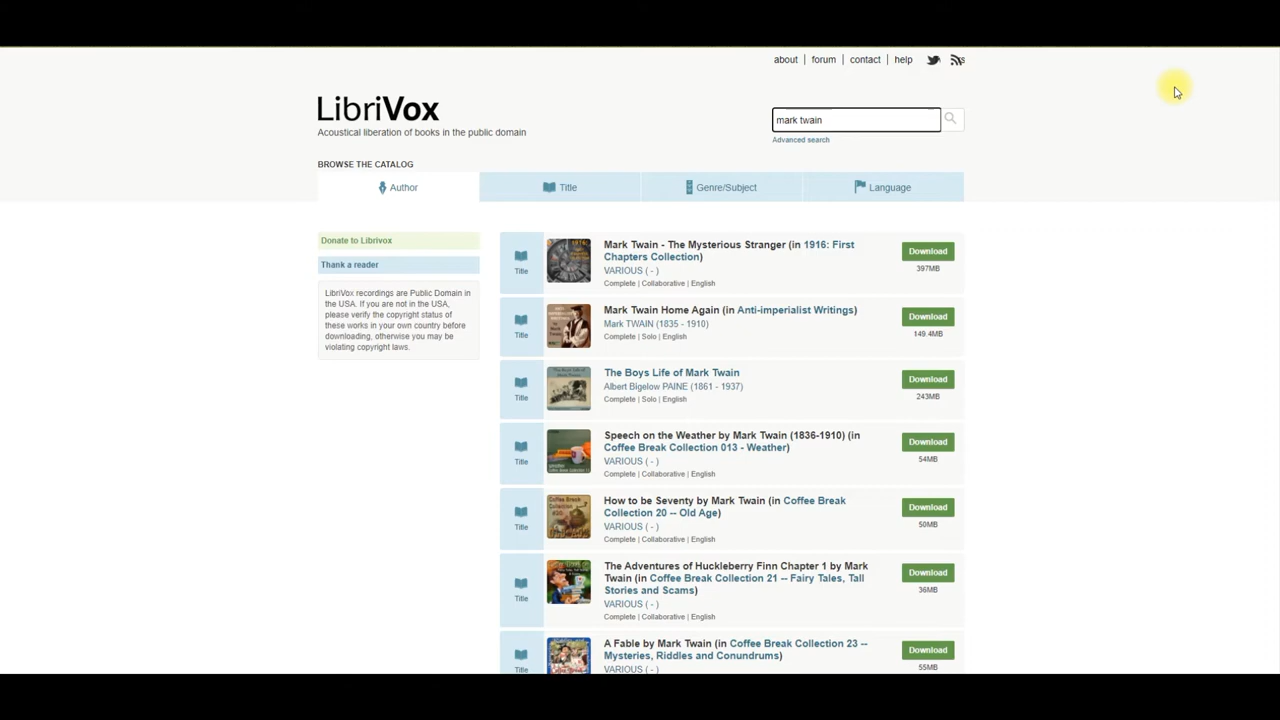 about | forum | contact | help
LibriVox
Acoustical liberation of books in the public domain
mark twain
Advanced search
BROWSE THE CATALOG
Author
Title
Genre/Subject
Language
Donate to Librivox
Thank a reader
LibriVox recordings are Public Domain in
the USA. If you are not in the USA,
please verify the copyright status of
these works in your own country before
downloading, otherwise you may be
violating copyright laws.
Title
Mark Twain - The Mysterious Stranger (in 1916: First
Chapters Collection)
VARIOUS ( - )
Complete | Collaborative | English
Download
397MB
Title
Mark Twain Home Again (in Anti-imperialist Writings)
Mark TWAIN (1835 - 1910)
Complete | Solo | English
Download
149.4MB
Title
The Boys Life of Mark Twain
Albert Bigelow PAINE (1861 - 1937)
Complete | Solo | English
Download
243MB
Title
Speech on the Weather by Mark Twain (1836-1910) (in
Coffee Break Collection 013 - Weather)
VARIOUS ( - )
Complete | Collaborative | English
Download
54MB
Title
How to be Seventy by Mark Twain (in Coffee Break
Collection 20 -- Old Age)
VARIOUS ( - )
Complete | Collaborative | English
Download
50MB
Title
The Adventures of Huckleberry Finn Chapter 1 by Mark
Twain (in Coffee Break Collection 21 -- Fairy Tales, Tall
Stories and Scams)
VARIOUS ( - )
Complete | Collaborative | English
Download
36MB
Title
A Fable by Mark Twain (in Coffee Break Collection 23 --
Mysteries, Riddles and Conundrums)
VARIOUS ( - )
Download
55MB